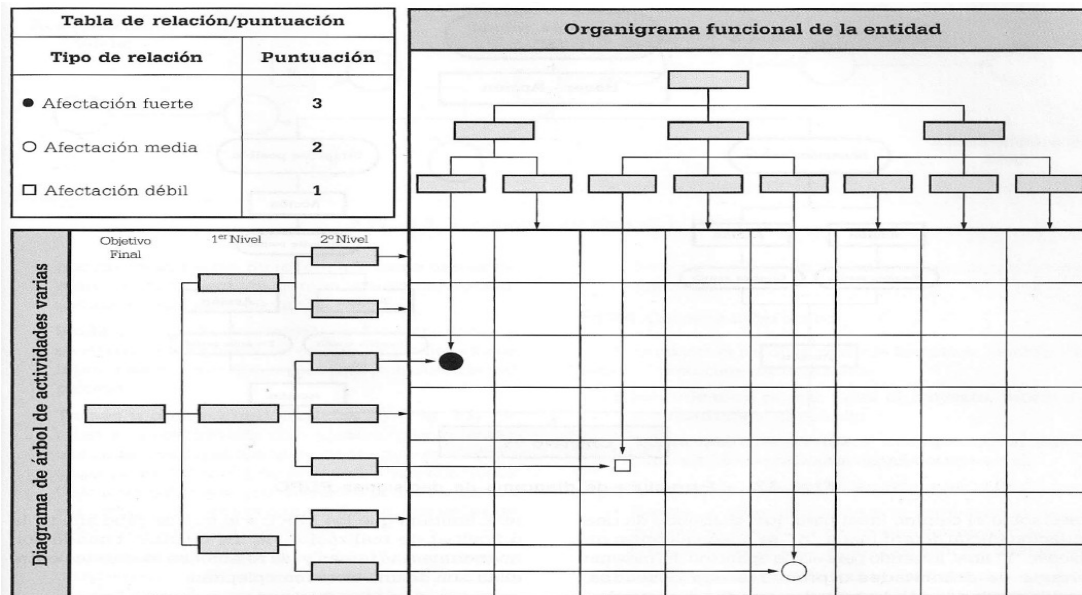 Tabla de relación/puntuación
Tipo de relación Puntuación
● Afectación fuerte 3
○ Afectación media 2
□ Afectación débil 1
Organigrama funcional de la entidad
Diagrama de árbol de actividades varias
Objetivo
Final
1er Nivel
2º Nivel